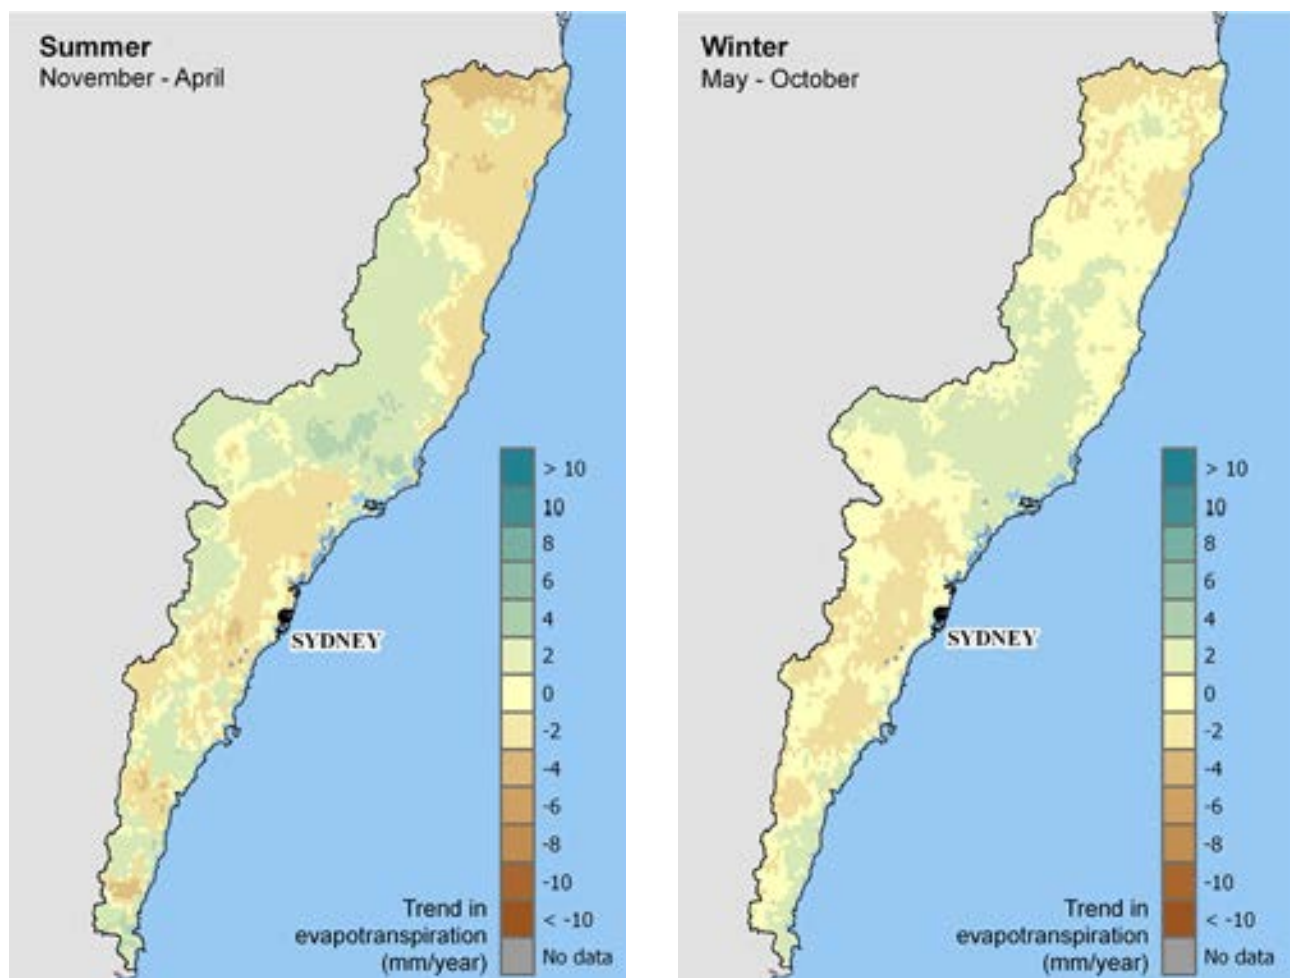 Summer
November - April
SYDNEY
> 10
10
8
6
4
2
0
-2
-4
-6
-8
-10
< -10
No data
Trend in
evapotranspiration
(mm/year)
Winter
May - October
SYDNEY
> 10
10
8
6
4
2
0
-2
-4
-6
-8
-10
< -10
No data
Trend in
evapotranspiration
(mm/year)